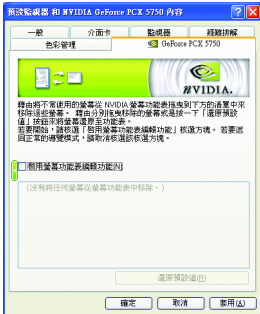 預設監視器 和 NVIDIA GeForce PCX 5750 內容
一般 介面卡 監視器 疑難排解
色彩管理 GeForce PCX 5750
NVIDIA.
藉由將不常使用的螢幕從 NVIDIA 螢幕功能表拖曳到下方的清單中來
移除這些螢幕。 藉由分別拖曳移除的螢幕或是按一下「還原預設
值」按鈕來將螢幕還原至功能表。
若要開始，請核選「啟用螢幕功能表編輯功能」核選方塊。 若要返
回正常的導覽模式，請取消核選該核選方塊。
啟用螢幕功能表編輯功能(N)
(沒有將任何螢幕從螢幕功能表中移除。)
還原預設值(R)
確定 取消 套用(A)